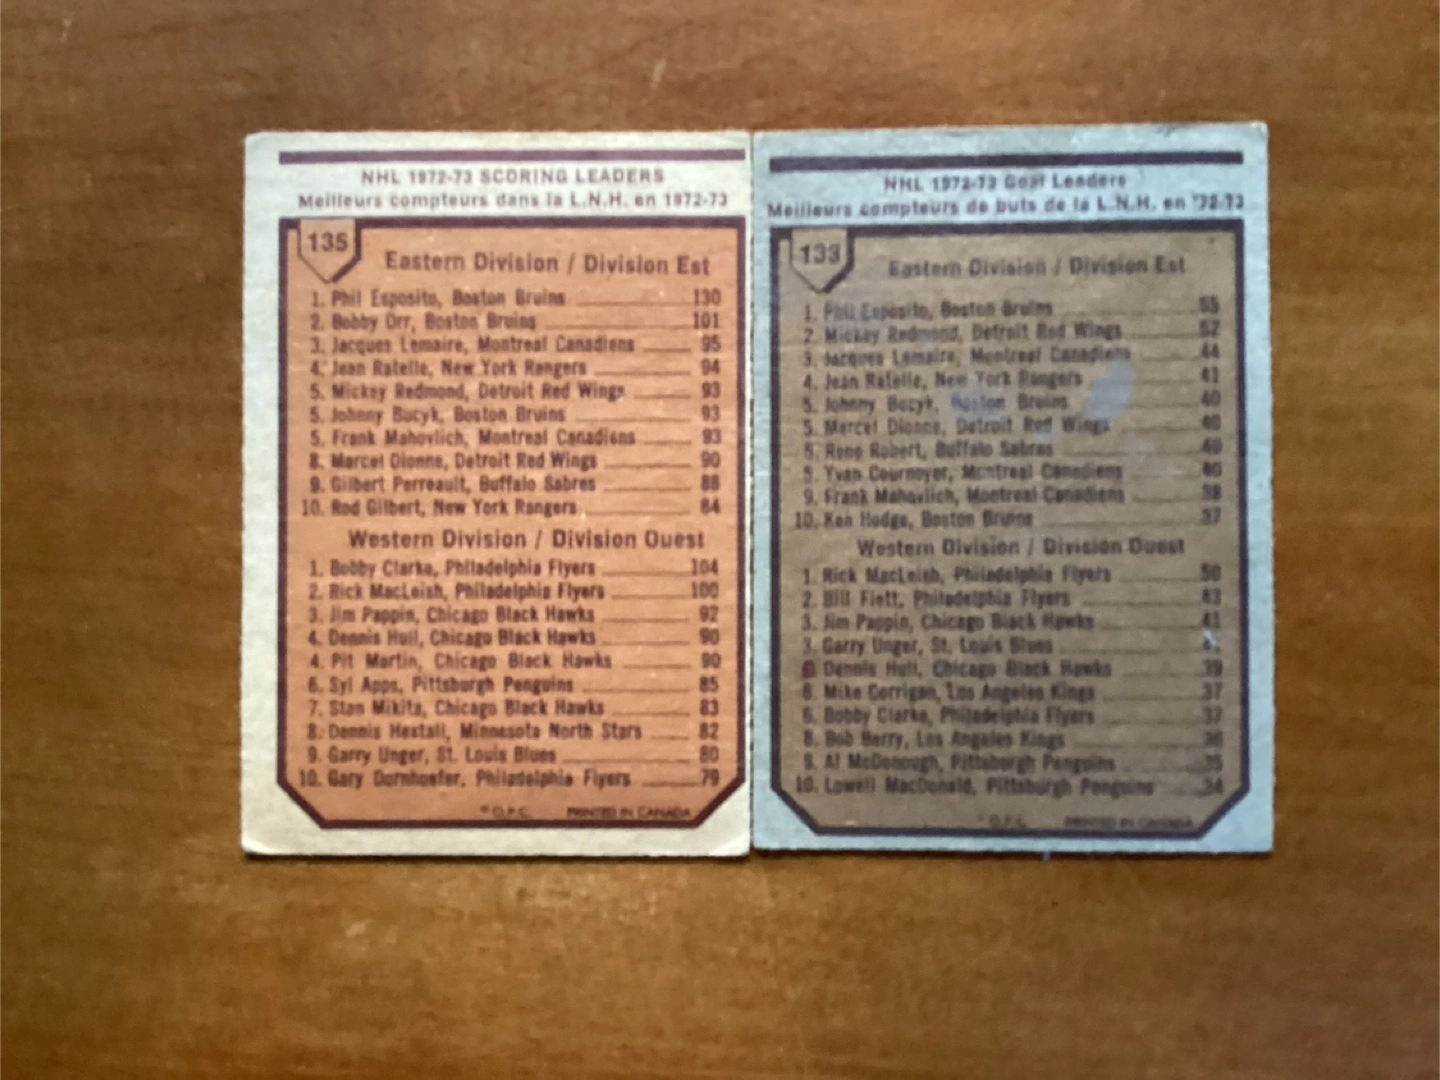 NHL 1972-73 SCORING LEADERS
Meilleurs compteurs dans la L.N.H. en 1972-73
135
Eastern Division / Division Est
1. Phil Esposito, Boston Bruins 130
2. Bobby Orr, Boston Bruins 101
3. Jacques Lemaire, Montreal Canadiens 95
4. Jean Ratelle, New York Rangers 94
5. Mickey Redmond, Detroit Red Wings 93
5. Johnny Bucyk, Boston Bruins 93
5. Frank Mahovlich, Montreal Canadiens 93
8. Marcel Dionne, Detroit Red Wings 90
9. Gilbert Perreault, Buffalo Sabres 88
10. Rod Gilbert, New York Rangers 84
Western Division / Division Ouest
1. Bobby Clarke, Philadelphia Flyers 104
2. Rick MacLeish, Philadelphia Flyers 100
3. Jim Pappin, Chicago Black Hawks 92
4. Dennis Hull, Chicago Black Hawks 90
4. Pit Martin, Chicago Black Hawks 90
6. Syl Apps, Pittsburgh Penguins 85
7. Stan Mikita, Chicago Black Hawks 83
8. Dennis Hextall, Minnesota North Stars 82
9. Garry Unger, St. Louis Blues 80
10. Gary Dornhoefer, Philadelphia Flyers 79
© O.P.C. PRINTED IN CANADA
NHL 1972-73 Goal Leaders
Meilleurs compteurs de buts de la L.N.H. en '72-73
133
Eastern Division / Division Est
1. Phil Esposito, Boston Bruins 55
2. Mickey Redmond, Detroit Red Wings 52
3. Jacques Lemaire, Montreal Canadiens 44
4. Jean Ratelle, New York Rangers 41
5. Johnny Bucyk, Boston Bruins 40
5. Marcel Dionne, Detroit Red Wings 40
5. Rene Robert, Buffalo Sabres 40
5. Yvan Cournoyer, Montreal Canadiens 40
9. Frank Mahovlich, Montreal Canadiens 38
10. Ken Hodge, Boston Bruins 37
Western Division / Division Ouest
1. Rick MacLeish, Philadelphia Flyers 50
2. Bill Flett, Philadelphia Flyers 43
3. Jim Pappin, Chicago Black Hawks 41
3. Garry Unger, St. Louis Blues
Dennis Hull, Chicago Black Hawks 39
6. Mike Corrigan, Los Angeles Kings 37
6. Bobby Clarke, Philadelphia Flyers 37
8. Bob Berry, Los Angeles Kings 36
9. Al McDonough, Pittsburgh Penguins 35
10. Lowell MacDonald, Pittsburgh Penguins 34
© O.P.C. PRINTED IN CANADA